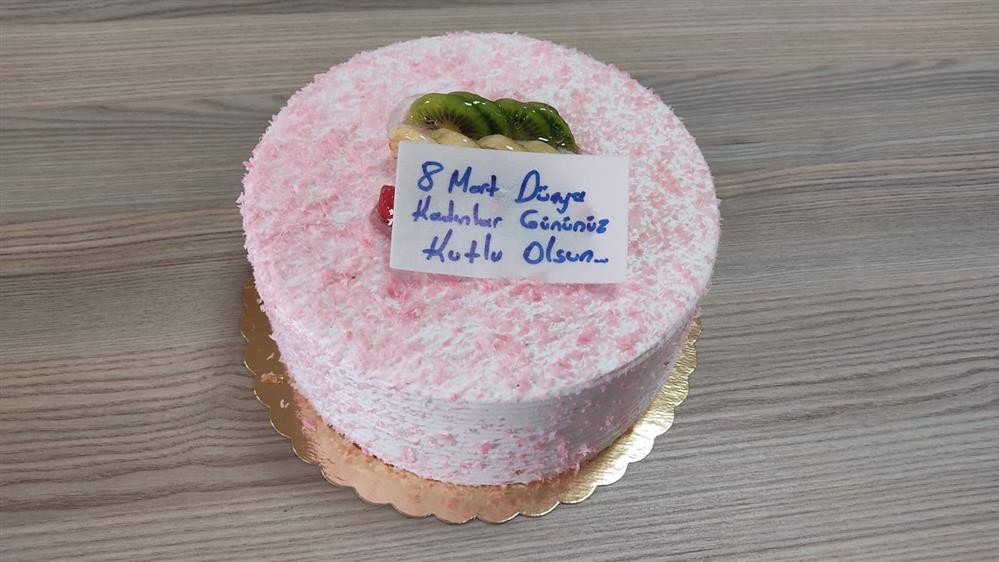 8 Mart Dünya
Kadınlar Gününüz
Kutlu Olsun...